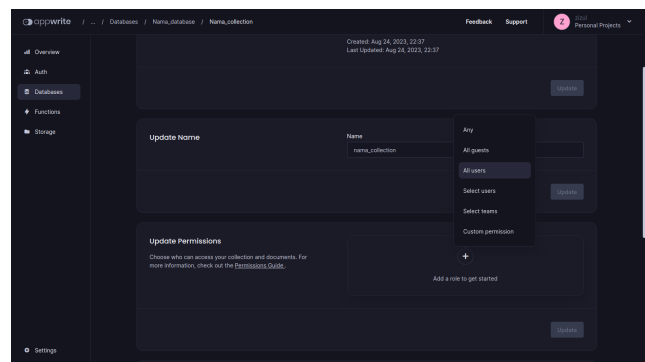 appwrite / ... / Databases / Nama_database / Nama_collection
Feedback Support
Z zizul
Personal Projects
Overview
Auth
Databases
Functions
Storage
Settings
Created: Aug 24, 2023, 22:37
Last Updated: Aug 24, 2023, 22:37
Update
Update Name
Name
nama_collection
Update
Any
All guests
All users
Select users
Select teams
Custom permission
Update Permissions
Choose who can access your collection and documents. For
more information, check out the Permissions Guide .
Add a role to get started
Update